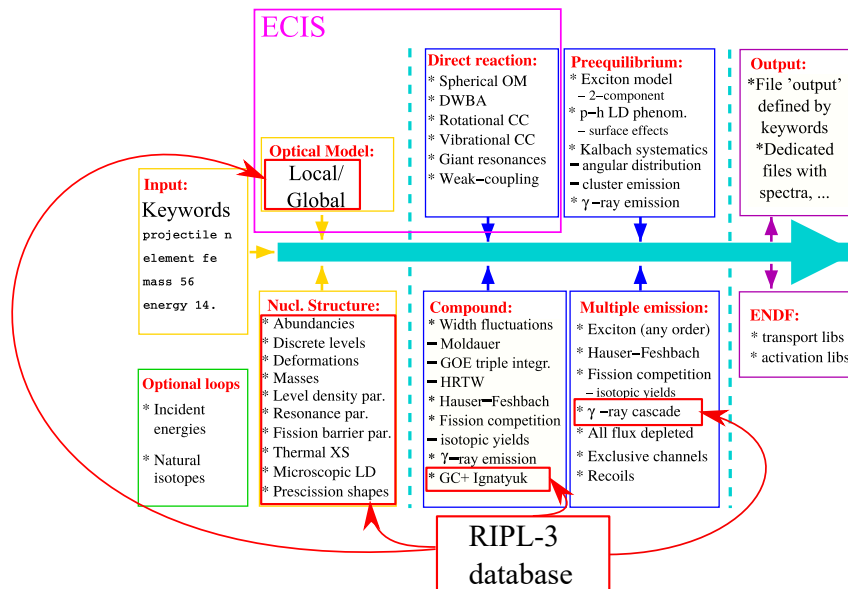 ECIS
Optical Model:
Local/
Global
Input:
Keywords
projectile n
element fe
mass 56
energy 14.
Direct reaction:
* Spherical OM
* DWBA
* Rotational CC
* Vibrational CC
* Giant resonances
* Weak−coupling
Preequilibrium:
* Exciton model
− 2−component
* p−h LD phenom.
− surface effects
* Kalbach systematics
− angular distribution
− cluster emission
* γ−ray emission
Output:
*File ’output’
defined by
keywords
*Dedicated
files with
spectra, ...
Optional loops
* Incident
energies
* Natural
isotopes
Nucl. Structure:
* Abundancies
* Discrete levels
* Deformations
* Masses
* Level density par.
* Resonance par.
* Fission barrier par.
* Thermal XS
* Microscopic LD
* Prescission shapes
Compound:
* Width fluctuations
− Moldauer
− GOE triple integr.
− HRTW
* Hauser−Feshbach
* Fission competition
− isotopic yields
* γ−ray emission
* GC+ Ignatyuk
Multiple emission:
* Exciton (any order)
* Hauser−Feshbach
* Fission competition
− isotopic yields
* γ −ray cascade
* All flux depleted
* Exclusive channels
* Recoils
ENDF:
* transport libs
* activation libs
RIPL-3
database